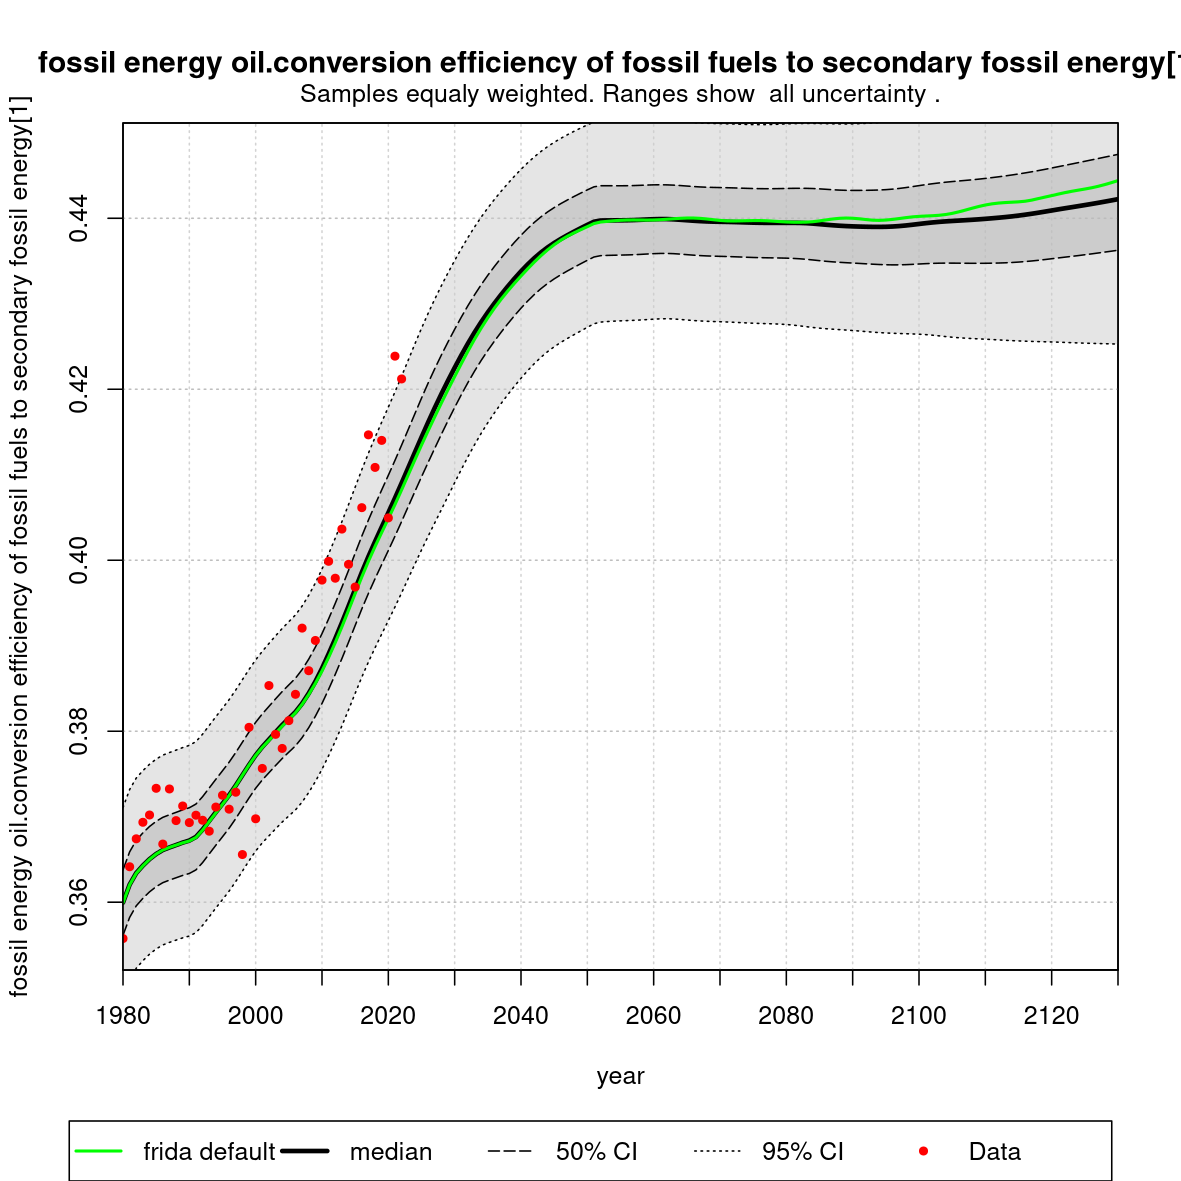 fossil energy oil.conversion efficiency of fossil fuels to secondary fossil energy[
Samples equaly weighted. Ranges show  all uncertainty .
fossil energy oil.conversion efficiency of fossil fuels to secondary fossil energy[1]
0.44
0.42
0.40
0.38
0.36
1980 2000 2020 2040 2060 2080 2100 2120
year
frida default median 50% CI 95% CI Data